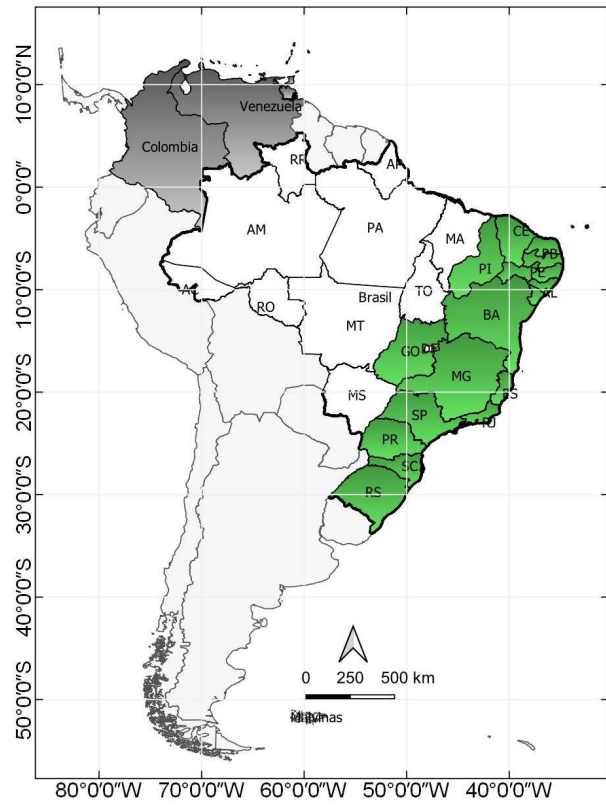 10°0'0"N
0°0'0"
10°0'0"S
20°0'0"S
30°0'0"S
40°0'0"S
50°0'0"S
Venezuela
Colombia
RR
AP
AM
PA
MA
CE
PB
PE
PI
AL
AC
RO
TO
Brasil
MT
BA
GO
DF
MG
ES
MS
SP
RJ
PR
SC
RS
0 250 500 km
80°0'0"W 70°0'0"W 60°0'0"W 50°0'0"W 40°0'0"W